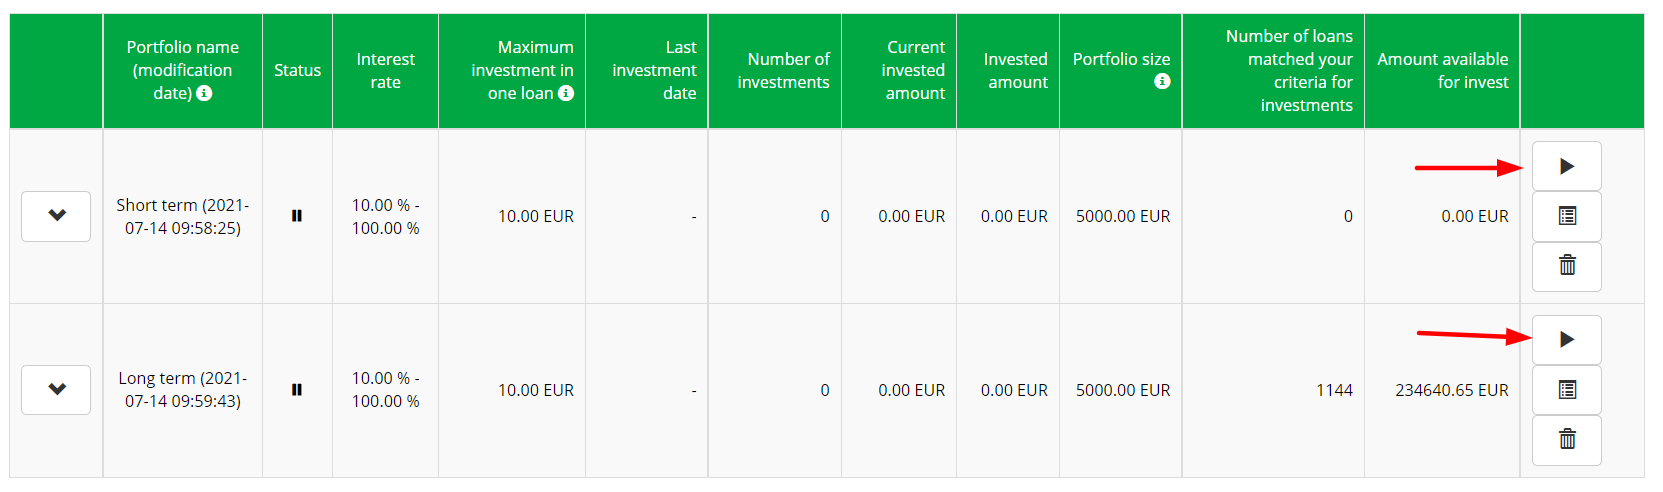 Portfolio name
(modification
date)
Status
Interest
rate
Maximum
investment in
one loan
Last
investment
date
Number of
investments
Current
invested
amount
Invested
amount
Portfolio size
Number of loans
matched your
criteria for
investments
Amount available
for invest
Short term (2021-
07-14 09:58:25)
10.00 % -
100.00 %
10.00 EUR
-
0
0.00 EUR
0.00 EUR
5000.00 EUR
0
0.00 EUR
Long term (2021-
07-14 09:59:43)
10.00 % -
100.00 %
10.00 EUR
-
0
0.00 EUR
0.00 EUR
5000.00 EUR
1144
234640.65 EUR